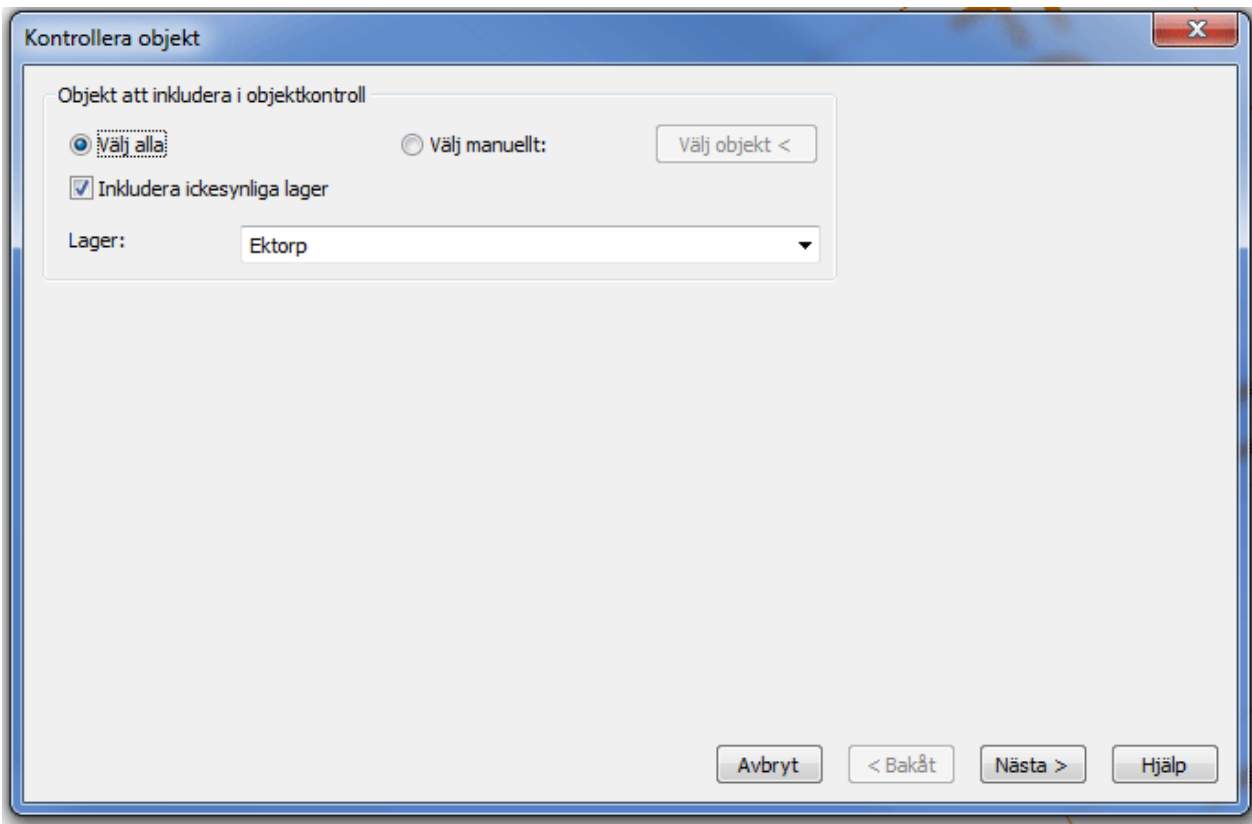 Kontrollera objekt
Objekt att inkludera i objektkontroll
Välj alla Välj manuellt: Välj objekt <
Inkludera ickesynliga lager
Lager: Ektorp
Avbryt < Bakåt Nästa > Hjälp